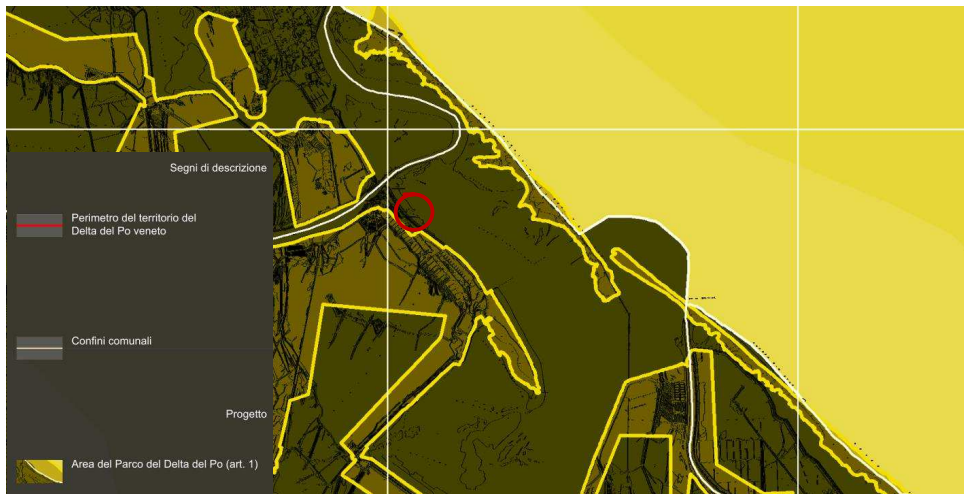 Segni di descrizione
Perimetro del territorio del
Delta del Po veneto
Confini comunali
Progetto
Area del Parco del Delta del Po (art. 1)